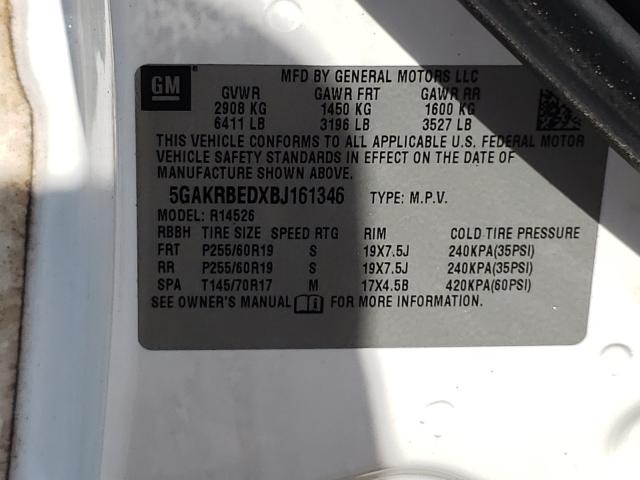 GM
MFD BY GENERAL MOTORS LLC
GVWR GAWR FRT GAWR RR
2908 KG 1450 KG 1600 KG
6411 LB 3196 LB 3527 LB
THIS VEHICLE CONFORMS TO ALL APPLICABLE U.S. FEDERAL MOTOR
VEHICLE SAFETY STANDARDS IN EFFECT ON THE DATE OF
MANUFACTURE SHOWN ABOVE.
5GAKRBEDXBJ161346 TYPE: M.P.V.
MODEL: R14526
RBBH TIRE SIZE SPEED RTG RIM COLD TIRE PRESSURE
FRT P255/60R19 S 19X7.5J 240KPA(35PSI)
RR P255/60R19 S 19X7.5J 240KPA(35PSI)
SPA T145/70R17 M 17X4.5B 420KPA(60PSI)
SEE OWNER'S MANUAL FOR MORE INFORMATION.